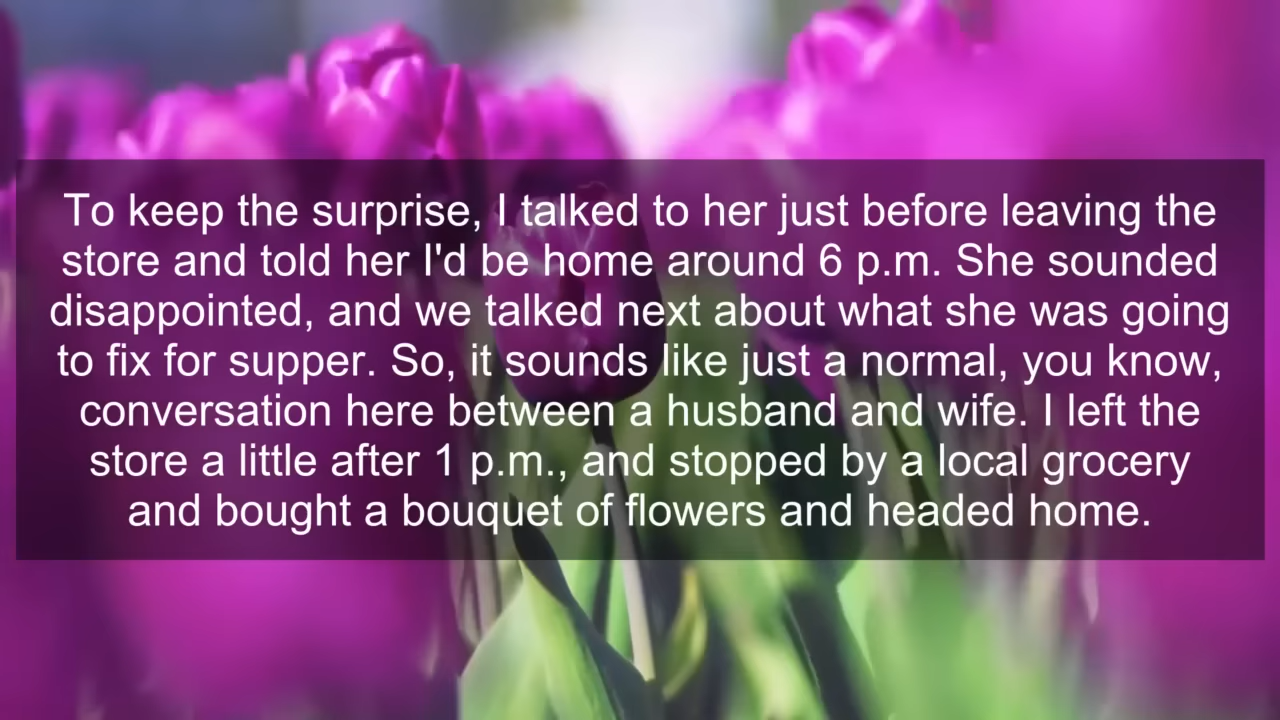 To keep the surprise, I talked to her just before leaving the
store and told her I'd be home around 6 p.m. She sounded
disappointed, and we talked next about what she was going
to fix for supper. So, it sounds like just a normal, you know,
conversation here between a husband and wife. I left the
store a little after 1 p.m., and stopped by a local grocery
and bought a bouquet of flowers and headed home.